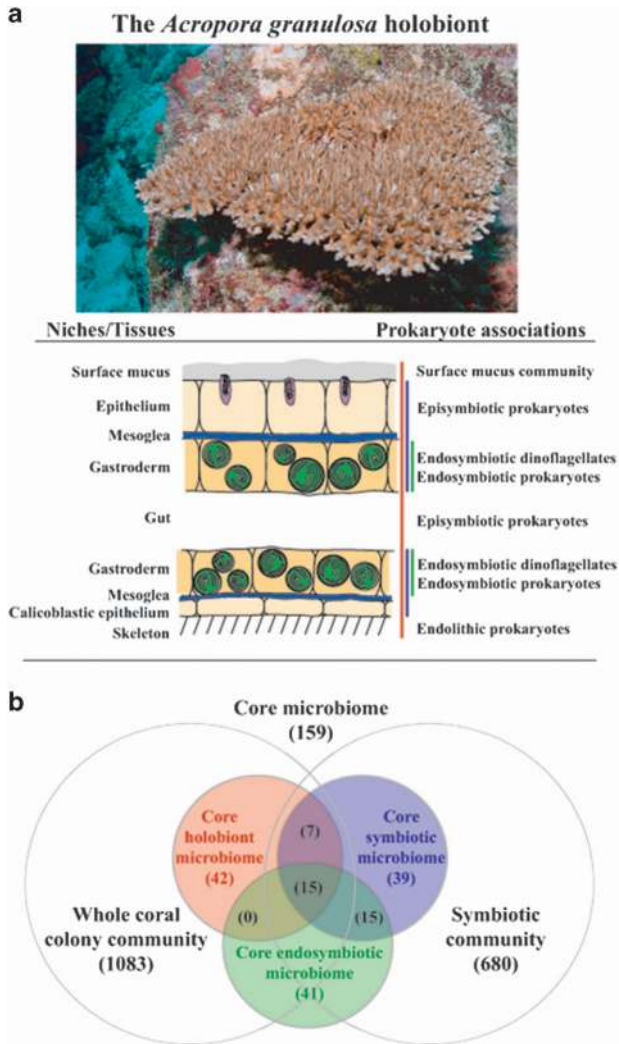 a
The Acropora granulosa holobiont
Niches/Tissues
Prokaryote associations
Surface mucus
Surface mucus community
Epithelium
Episymbiotic prokaryotes
Mesoglea
Gastroderm
Endosymbiotic dinoflagellates
Endosymbiotic prokaryotes
Gut
Episymbiotic prokaryotes
Gastroderm
Endosymbiotic dinoflagellates
Endosymbiotic prokaryotes
Mesoglea
Calicoblastic epithelium
Skeleton
Endolithic prokaryotes
b
Core microbiome
(159)
Core
holobiont
microbiome
(42)
(7)
Core
symbiotic
microbiome
(39)
(15)
(0)
(15)
Whole coral
colony community
(1083)
Symbiotic
community
(680)
Core endosymbiotic
microbiome
(41)